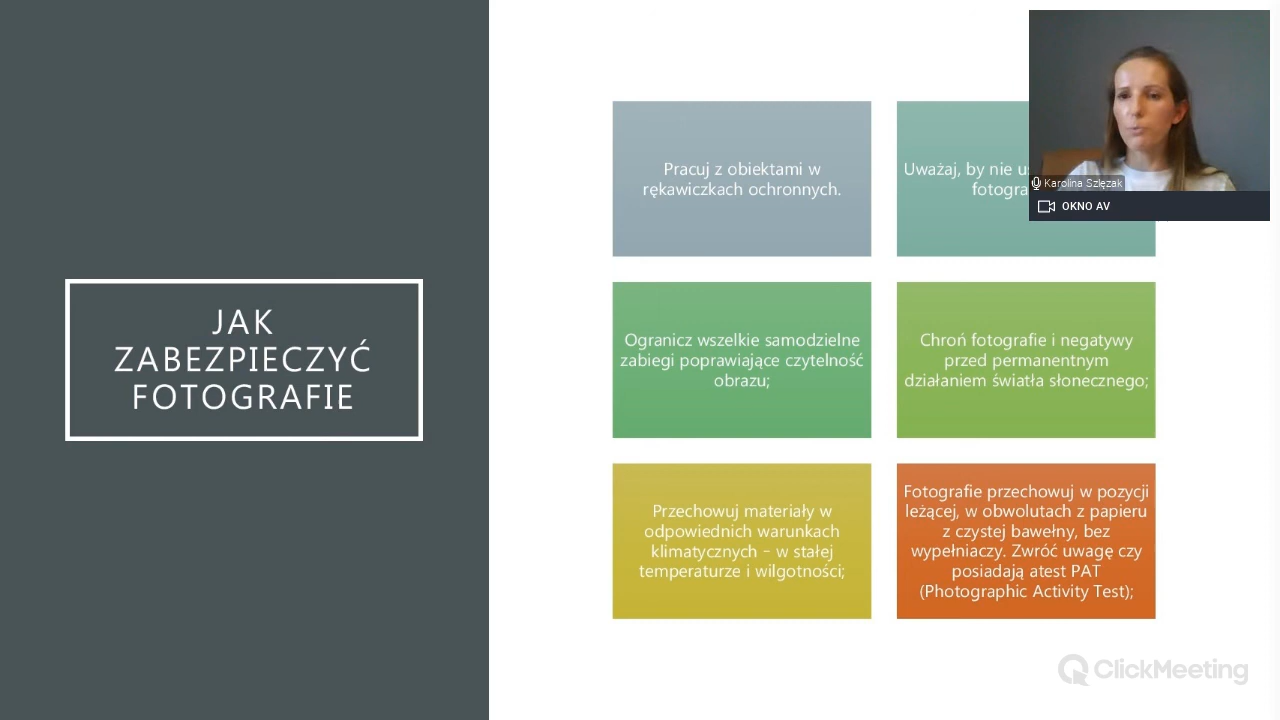 JAK
ZABEZPIECZYĆ
FOTOGRAFIE
Pracuj z obiektami w
rękawiczkach ochronnych.
Uważaj, by nie
Ogranicz wszelkie samodzielne
zabiegi poprawiające czytelność
obrazu;
Chroń fotografie i negatywy
przed permanentnym
działaniem światła słonecznego;
Przechowuj materiały w
odpowiednich warunkach
klimatycznych – w stałej
temperaturze i wilgotności;
Fotografie przechowuj w pozycji
leżącej, w obwolutach z papieru
z czystej bawełny, bez
wypełniaczy. Zwróć uwagę czy
posiadają atest PAT
(Photographic Activity Test);
Karolina Szlęzak
OKNO AV
ClickMeeting